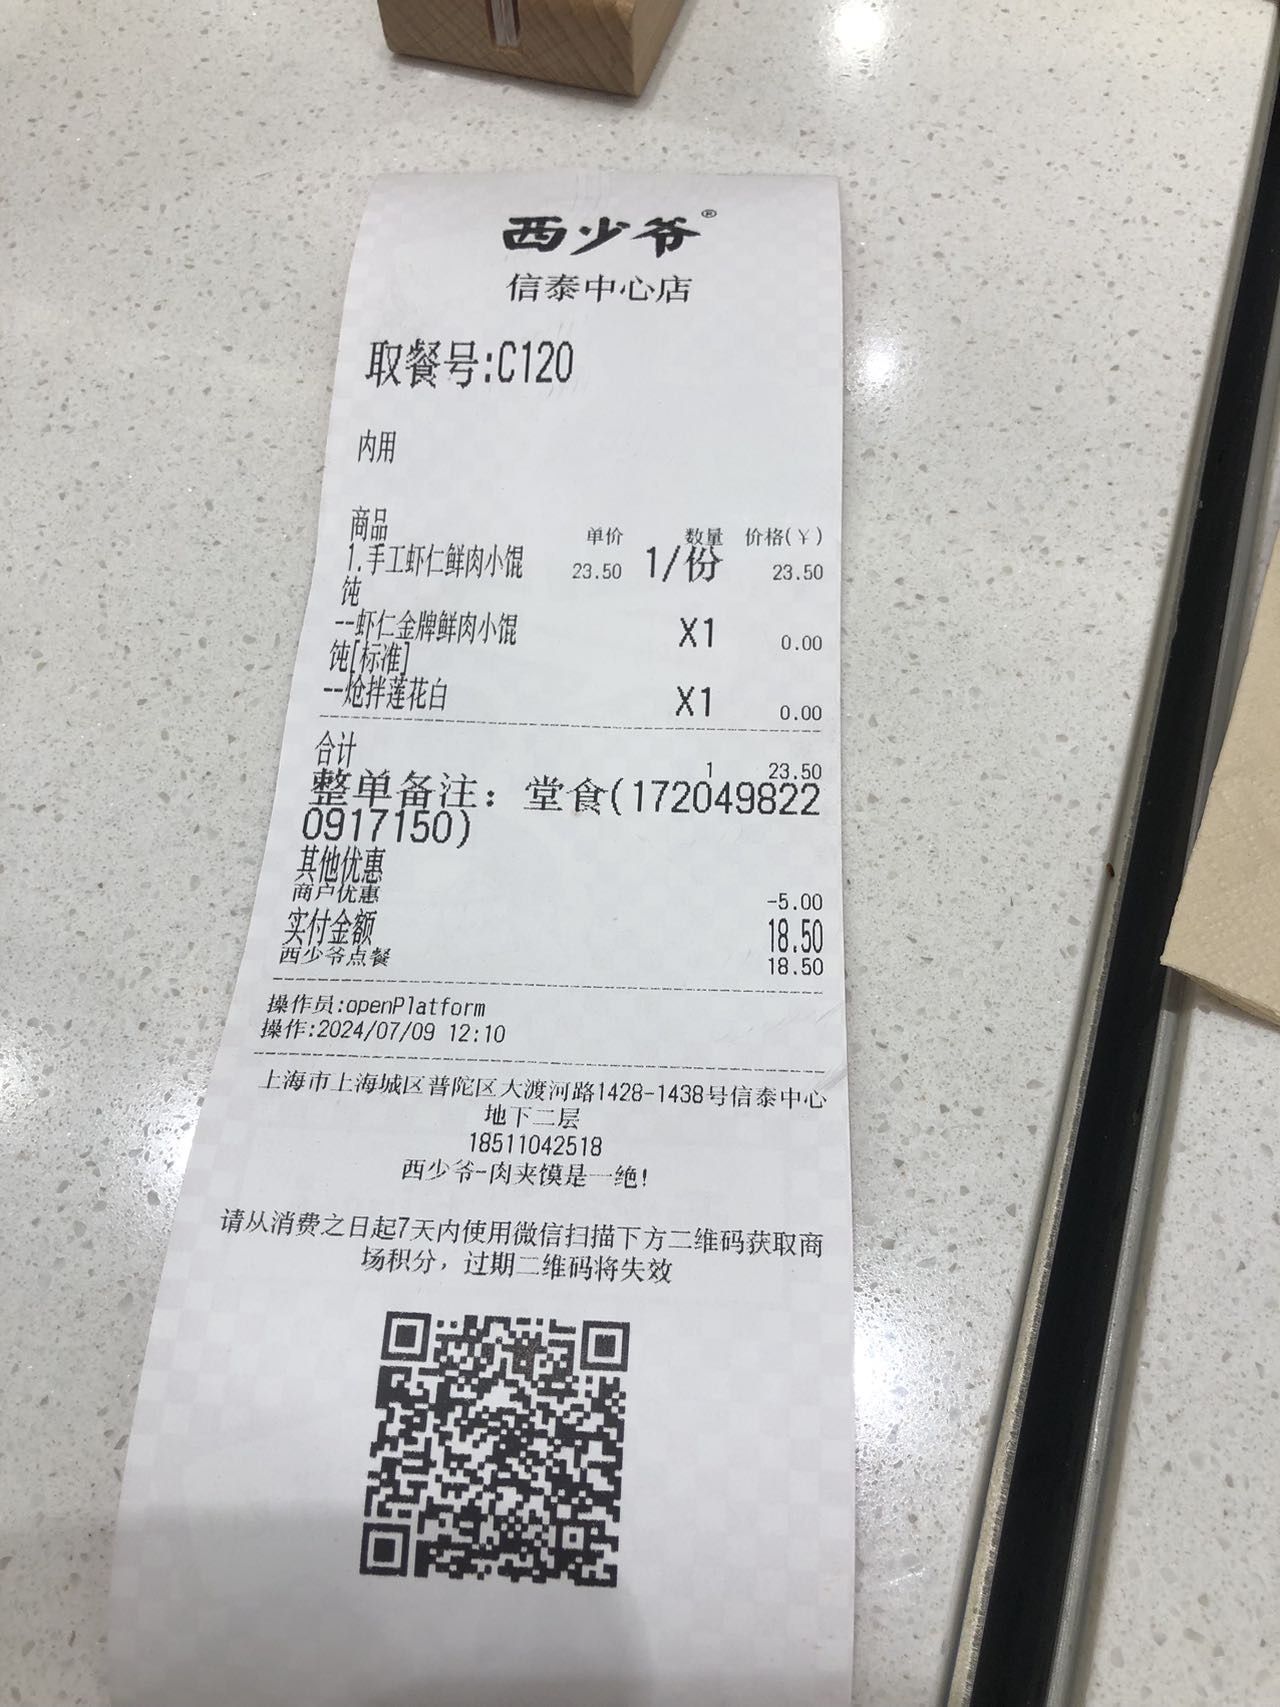 西少爷®
信泰中心店
取餐号:C120
内用
商品 单价 数量 价格(¥)
1.手工虾仁鲜肉小馄 23.50 1/份 23.50
饨
--虾仁金牌鲜肉小馄 X1 0.00
饨[标准]
--炝拌莲花白 X1 0.00
合计 1 23.50
整单备注：堂食(172049822
0917150)
其他优惠
商户优惠 -5.00
实付金额 18.50
西少爷点餐 18.50
操作员:openPlatform
操作:2024/07/09 12:10
上海市上海城区普陀区大渡河路1428-1438号信泰中心
地下二层
18511042518
西少爷-肉夹馍是一绝!
请从消费之日起7天内使用微信扫描下方二维码获取商
场积分，过期二维码将失效